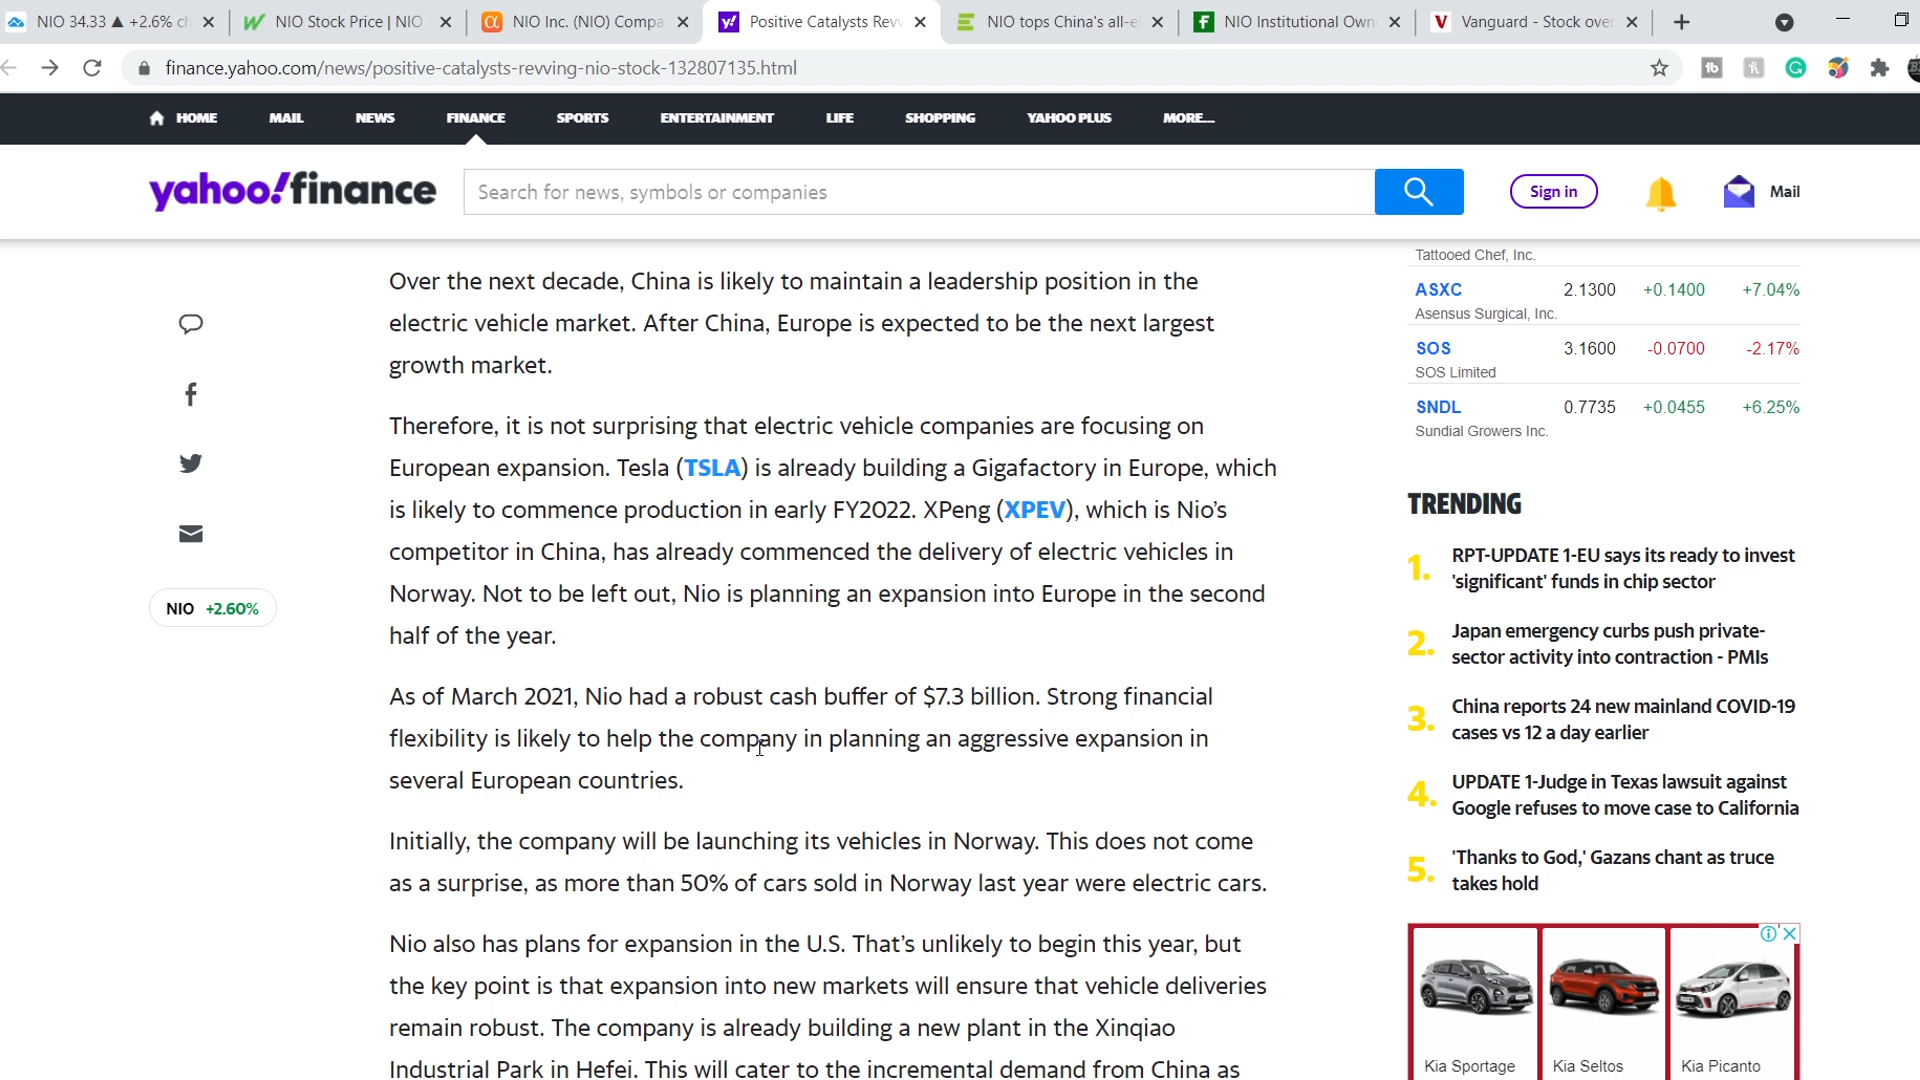 NIO 34.33 ▲ +2.6% ch
NIO Stock Price | NIO
NIO Inc. (NIO) Compa
Positive Catalysts Revv
NIO tops China's all-el
NIO Institutional Own
Vanguard - Stock over
finance.yahoo.com/news/positive-catalysts-revving-nio-stock-132807135.html
HOME MAIL NEWS FINANCE SPORTS ENTERTAINMENT LIFE SHOPPING YAHOO PLUS MORE...
yahoo!finance
Search for news, symbols or companies
Sign in
Mail
Over the next decade, China is likely to maintain a leadership position in the
electric vehicle market. After China, Europe is expected to be the next largest
growth market.
Therefore, it is not surprising that electric vehicle companies are focusing on
European expansion. Tesla (TSLA) is already building a Gigafactory in Europe, which
is likely to commence production in early FY2022. XPeng (XPEV), which is Nio's
competitor in China, has already commenced the delivery of electric vehicles in
Norway. Not to be left out, Nio is planning an expansion into Europe in the second
half of the year.
As of March 2021, Nio had a robust cash buffer of $7.3 billion. Strong financial
flexibility is likely to help the company in planning an aggressive expansion in
several European countries.
Initially, the company will be launching its vehicles in Norway. This does not come
as a surprise, as more than 50% of cars sold in Norway last year were electric cars.
Nio also has plans for expansion in the U.S. That's unlikely to begin this year, but
the key point is that expansion into new markets will ensure that vehicle deliveries
remain robust. The company is already building a new plant in the Xinqiao
Industrial Park in Hefei. This will cater to the incremental demand from China as
NIO +2.60%
Tattooed Chef, Inc.
ASXC 2.1300 +0.1400 +7.04%
Asensus Surgical, Inc.
SOS 3.1600 -0.0700 -2.17%
SOS Limited
SNDL 0.7735 +0.0455 +6.25%
Sundial Growers Inc.
TRENDING
1. RPT-UPDATE 1-EU says its ready to invest
'significant' funds in chip sector
2. Japan emergency curbs push private-
sector activity into contraction - PMIs
3. China reports 24 new mainland COVID-19
cases vs 12 a day earlier
4. UPDATE 1-Judge in Texas lawsuit against
Google refuses to move case to California
5. 'Thanks to God,' Gazans chant as truce
takes hold
Kia Sportage
Kia Seltos
Kia Picanto